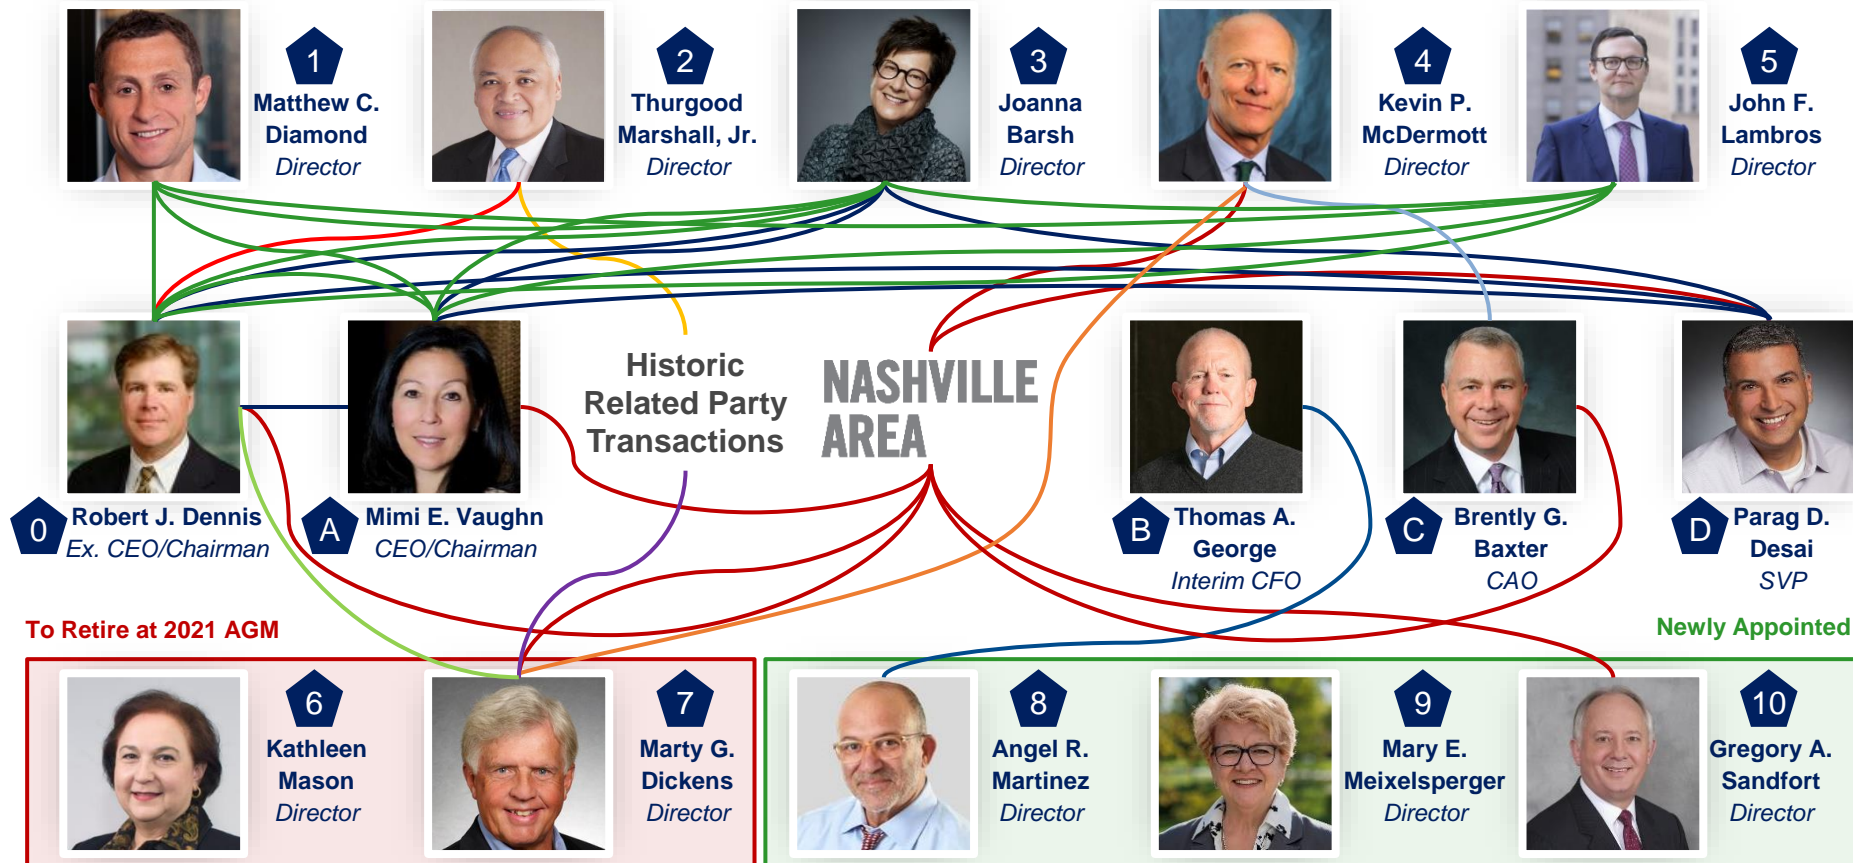 1
Matthew C.
Diamond
Director
2
Thurgood
Marshall, Jr.
Director
3
Joanna
Barsh
Director
4
Kevin P.
McDermott
Director
5
John F.
Lambros
Director
0
Robert J. Dennis
Ex. CEO/Chairman
A
Mimi E. Vaughn
CEO/Chairman
Historic
Related Party
Transactions
NASHVILLE
AREA
B
Thomas A.
George
Interim CFO
C
Brently G.
Baxter
CAO
D
Parag D.
Desai
SVP
To Retire at 2021 AGM
Newly Appointed
6
Kathleen
Mason
Director
7
Marty G.
Dickens
Director
8
Angel R.
Martinez
Director
9
Mary E.
Meixelsperger
Director
10
Gregory A.
Sandfort
Director